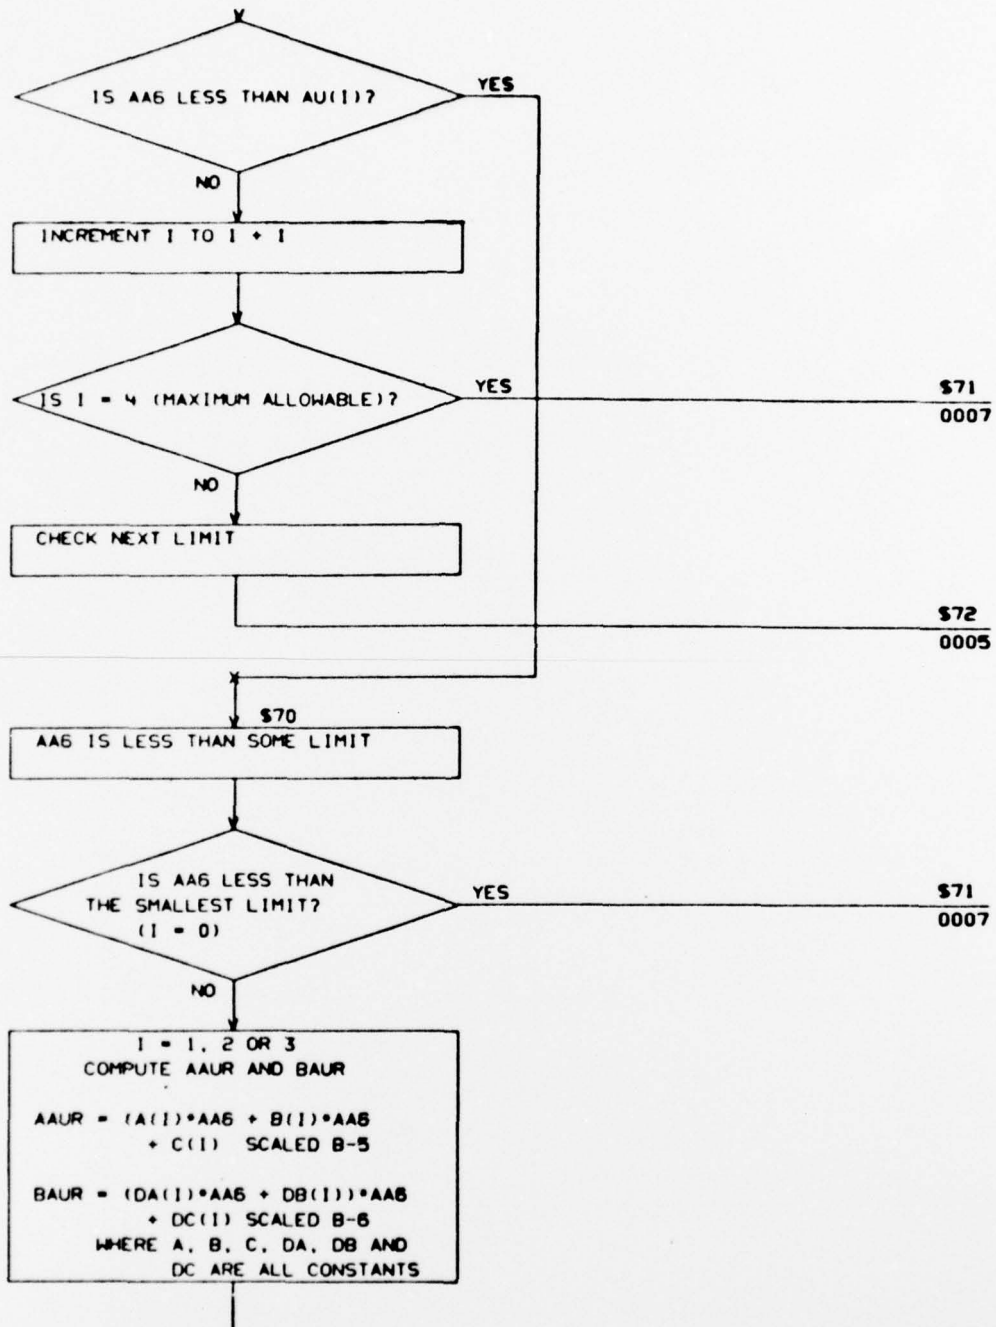 IS AA6 LESS THAN AU(I)?
YES
NO
INCREMENT I TO I + I
IS I = 4 (MAXIMUM ALLOWABLE)?
YES
$71
0007
NO
CHECK NEXT LIMIT
$72
0005
$70
AA6 IS LESS THAN SOME LIMIT
IS AA6 LESS THAN
THE SMALLEST LIMIT?
(I = 0)
YES
$71
0007
NO
I = 1, 2 OR 3
COMPUTE AAUR AND BAUR
AAUR = (A(I)*AA6 + B(I)*AA6
+ C(I) SCALED B-5
BAUR = (DA(I)*AA6 + DB(I))*AA6
+ DC(I) SCALED B-6
WHERE A, B, C, DA, DB AND
DC ARE ALL CONSTANTS